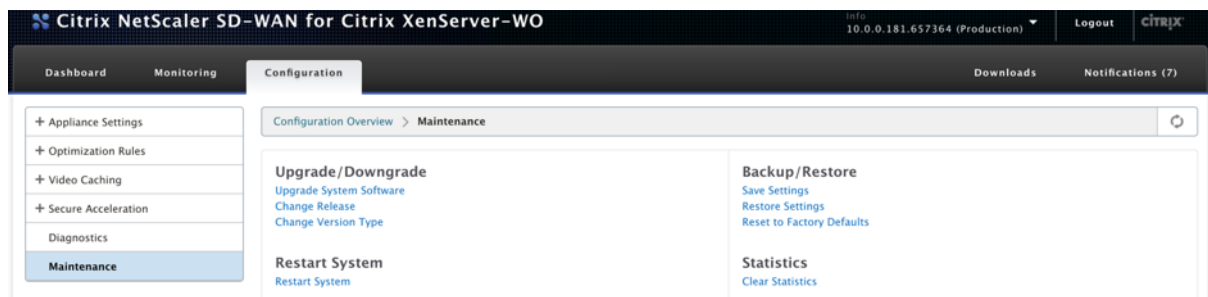 Citrix NetScaler SD-WAN for Citrix XenServer-WO
Info
10.0.0.181.657364 (Production)
Logout
CITRIX
Dashboard
Monitoring
Configuration
Downloads
Notifications (7)
+ Appliance Settings
+ Optimization Rules
+ Video Caching
+ Secure Acceleration
Diagnostics
Maintenance
Configuration Overview > Maintenance
Upgrade/Downgrade
Upgrade System Software
Change Release
Change Version Type
Restart System
Restart System
Backup/Restore
Save Settings
Restore Settings
Reset to Factory Defaults
Statistics
Clear Statistics